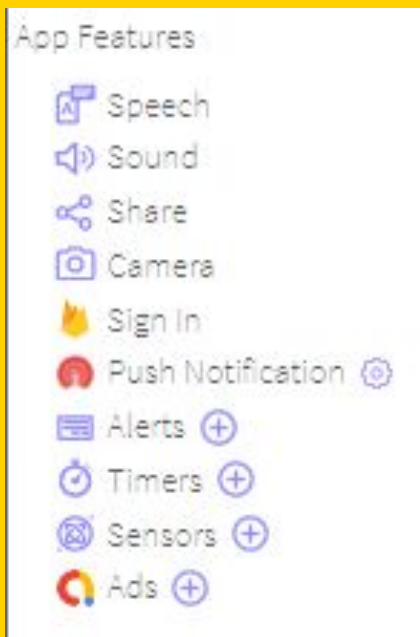 App Features
Speech
Sound
Share
Camera
Sign In
Push Notification
Alerts
Timers
Sensors
Ads